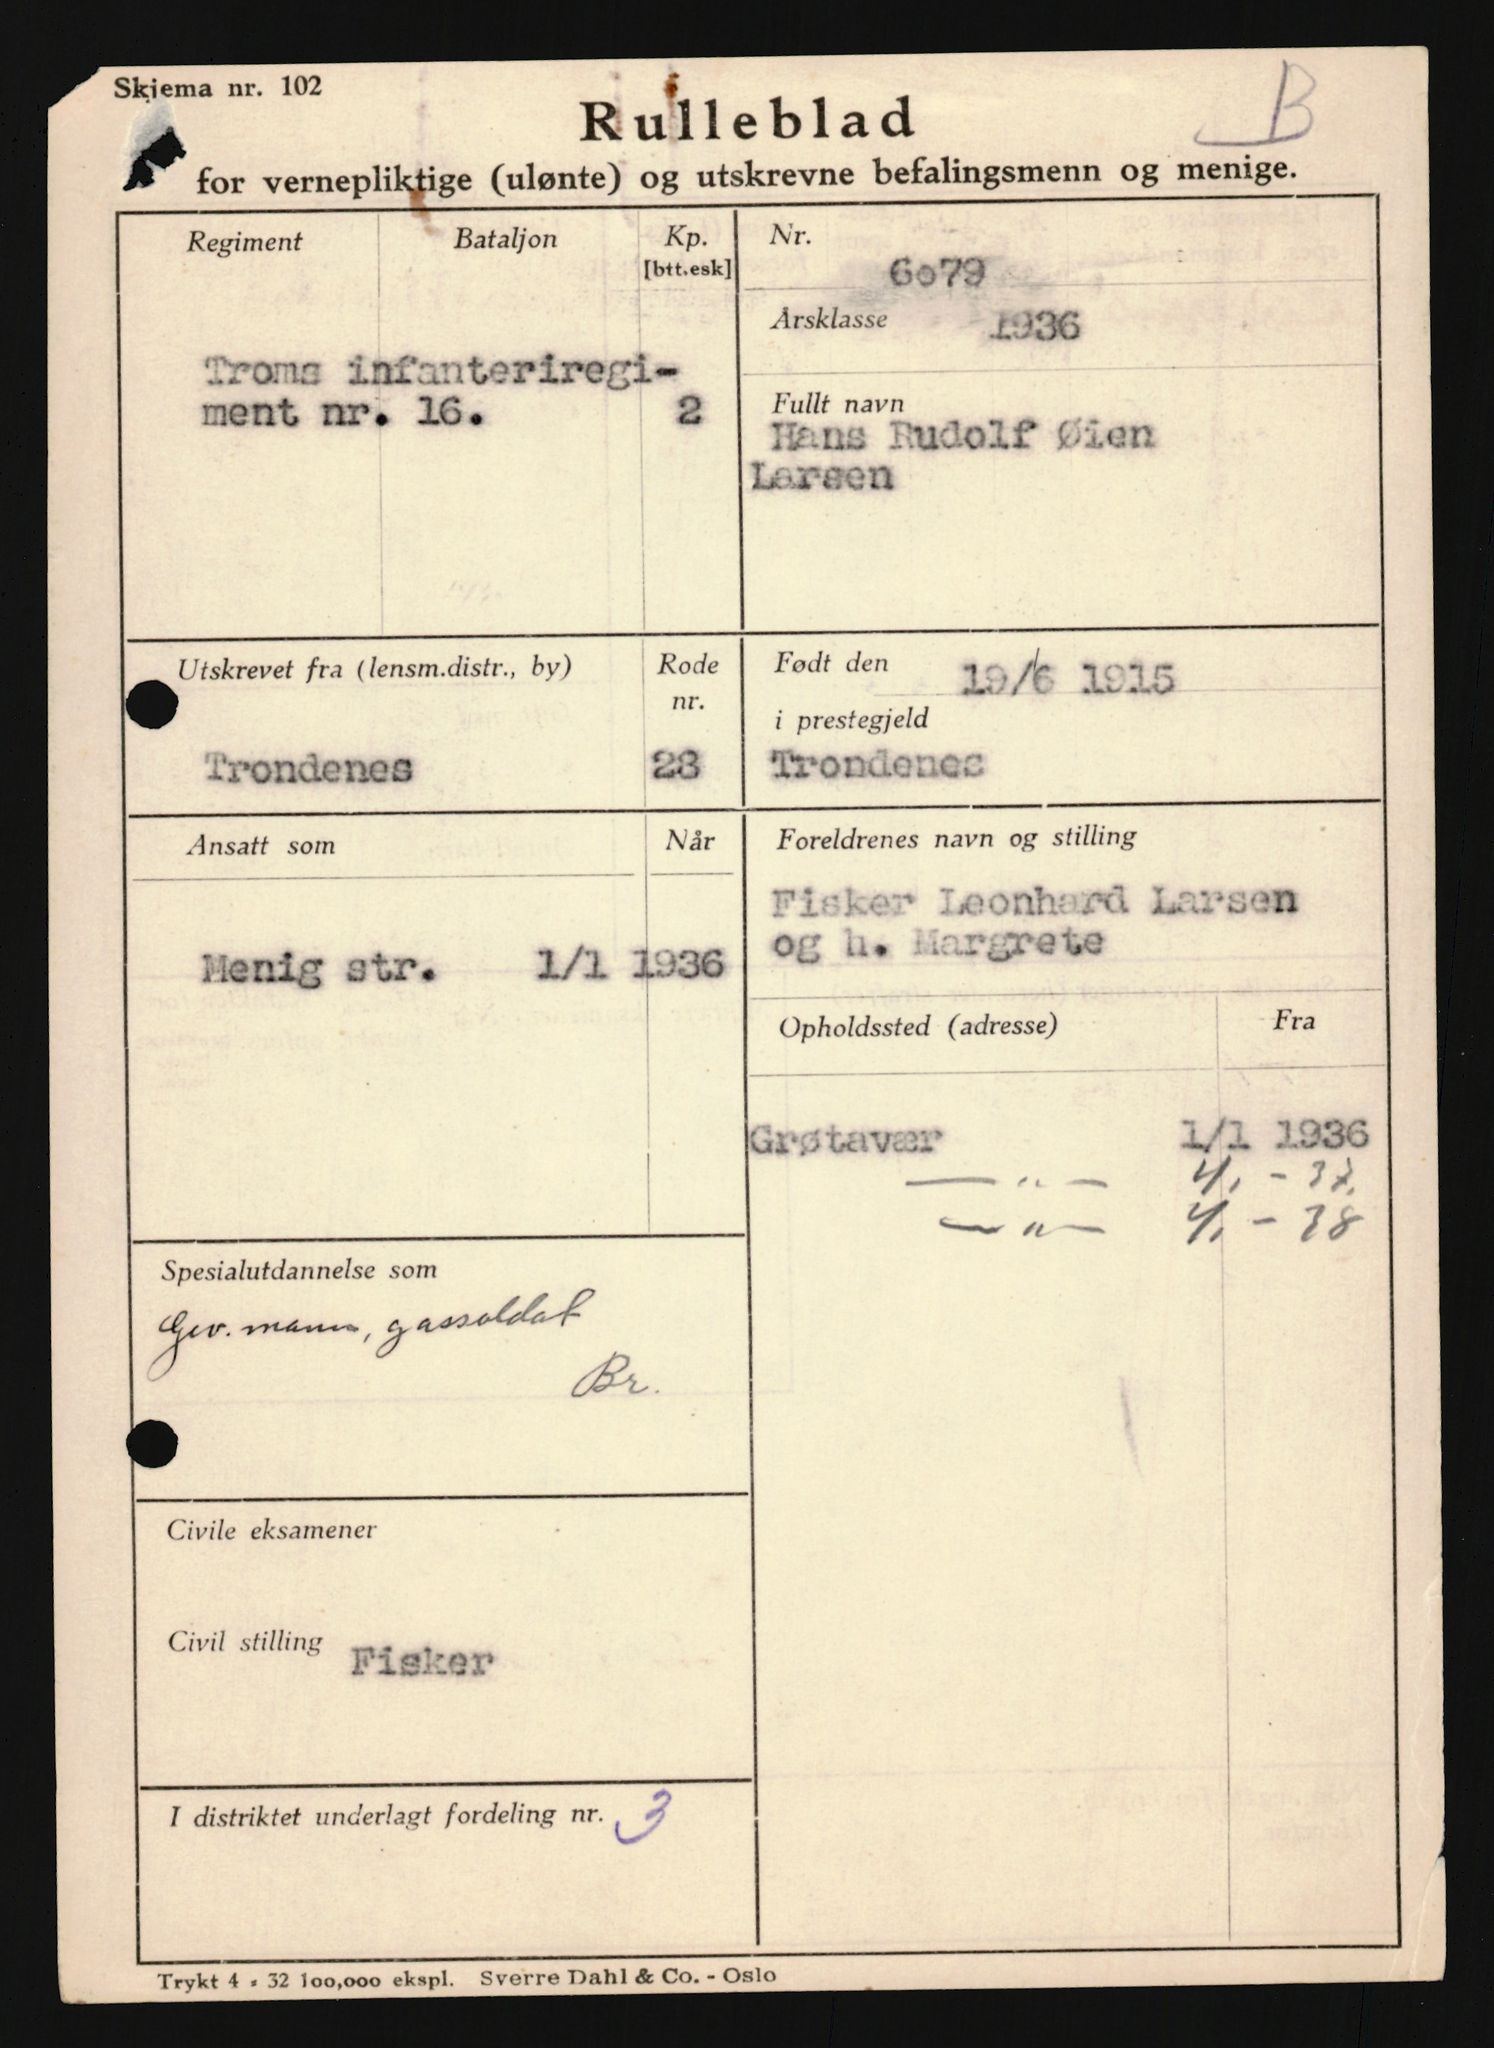 Skjema nr. 102
B
Rulleblad
for vernepliktige (ulønte) og utskrevne befalingsmenn og menige.
Regiment
Bataljon
Kp.
[btt.esk]
Troms infanteriregi-
ment nr. 16.
2
Nr.
6079
Årsklasse 1936
Fullt navn
Hans Rudolf Øien
Larsen
Utskrevet fra (lensm.distr., by)
Rode
nr.
Trondenes
28
Født den 19/6 1915
i prestegjeld
Trondenes
Ansatt som
Når
Menig str. 1/1 1936
Foreldrenes navn og stilling
Fisker Leonhard Larsen
og h. Margrete
Opholdssted (adresse)
Fra
Grøtavær 1/1 1936
— " — 4. - 37.
— " — 4. - 38
Spesialutdannelse som
Gev. mann, gassoldat
Br.
Civile eksamener
Civil stilling Fisker
I distriktet underlagt fordeling nr. 3
Trykt 4 - 32 100,000 ekspl. Sverre Dahl & Co. - Oslo